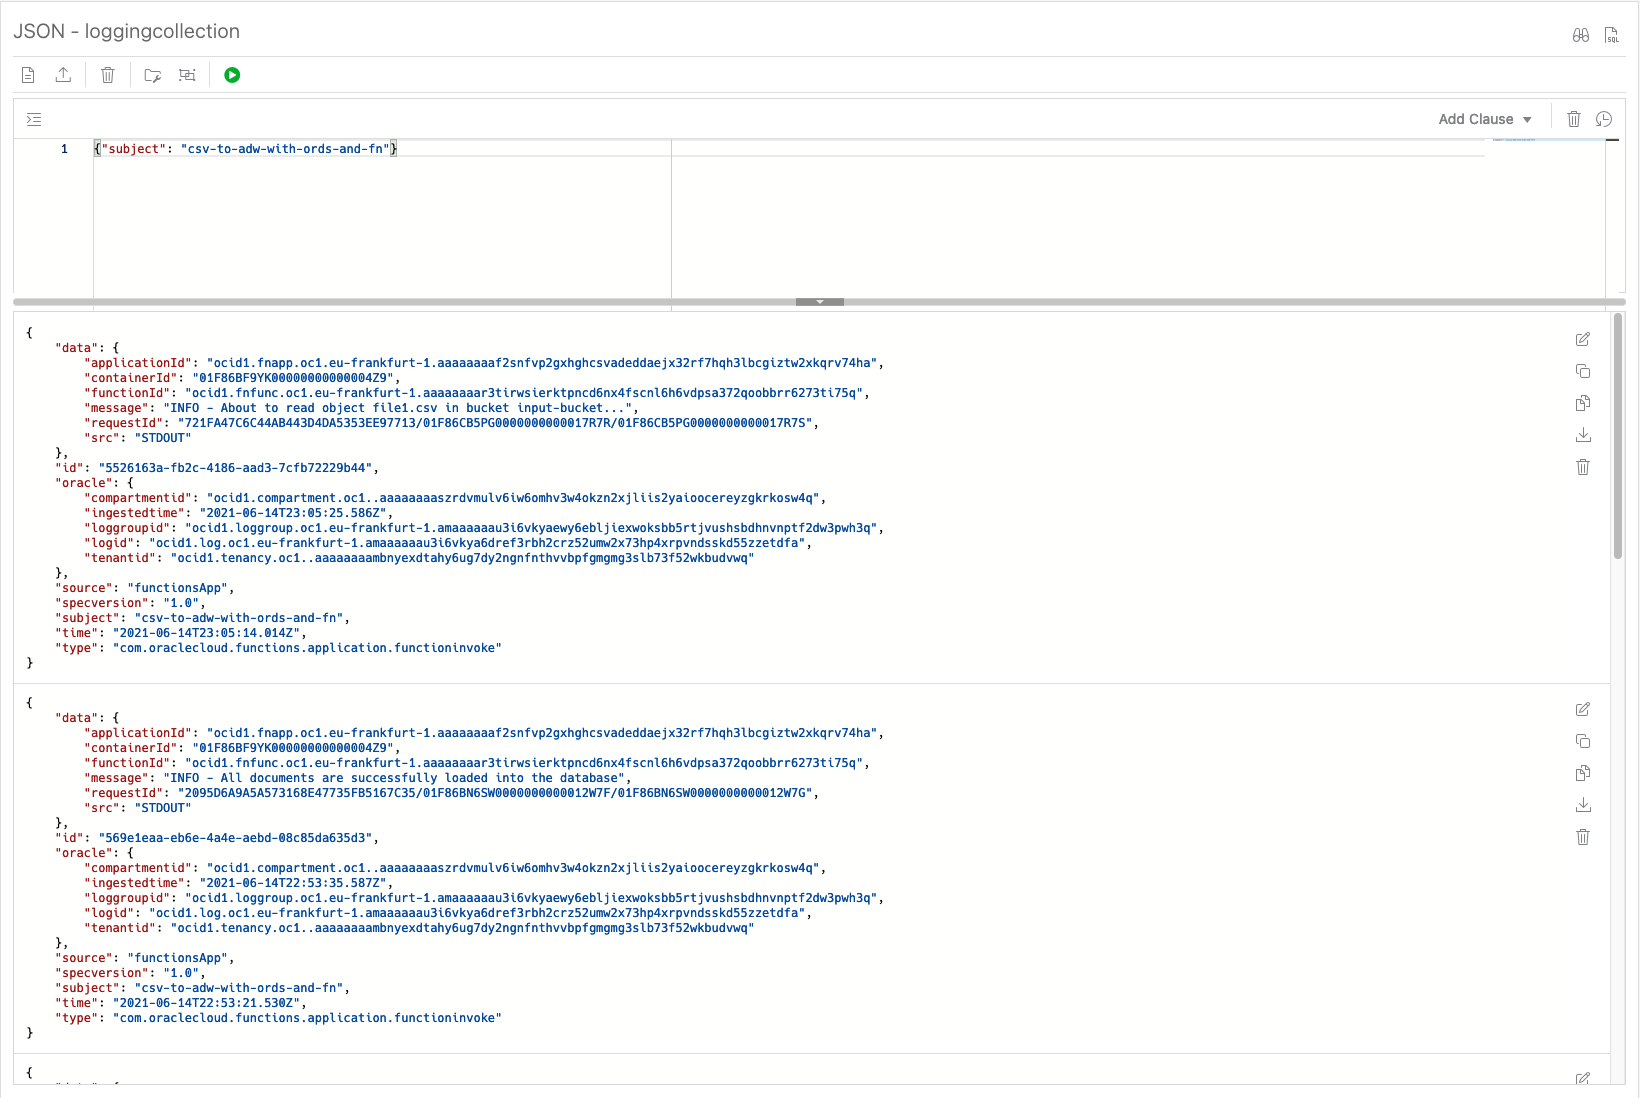 JSON - loggingcollection
SQL
Add Clause
1 {"subject": "csv-to-adw-with-ords-and-fn"}
{
"data": {
"applicationId": "ocid1.fnapp.oc1.eu-frankfurt-1.aaaaaaaaf2snfvp2gxhghcsvadeddaejx32rf7hqh3lbcgiztw2xkqrv74ha",
"containerId": "01F86BF9YK00000000000004Z9",
"functionId": "ocid1.fnfunc.oc1.eu-frankfurt-1.aaaaaaaar3tirwsierktpncd6nx4fscnl6h6vdpsa372qoobbrr6273ti75q",
"message": "INFO - About to read object file1.csv in bucket input-bucket...",
"requestId": "721FA47C6C44AB443D4DA5353EE97713/01F86CB5PG0000000000017R7R/01F86CB5PG0000000000017R7S",
"src": "STDOUT"
},
"id": "5526163a-fb2c-4186-aad3-7cfb72229b44",
"oracle": {
"compartmentid": "ocid1.compartment.oc1..aaaaaaaaszrdvmulv6iw6omhv3w4okzn2xjliis2yaioocereyzgkrkosw4q",
"ingestedtime": "2021-06-14T23:05:25.586Z",
"loggroupid": "ocid1.loggroup.oc1.eu-frankfurt-1.amaaaaaau3i6vkyaewy6ebljiexwoksbb5rtjvushsbdhnvnptf2dw3pwh3q",
"logid": "ocid1.log.oc1.eu-frankfurt-1.amaaaaaau3i6vkya6dref3rbh2crz52umw2x73hp4xrpvndsskd55zzetdfa",
"tenantid": "ocid1.tenancy.oc1..aaaaaaaambnyexdtahy6ug7dy2ngnfnthvvbpfgmgmg3slb73f52wkbudvwq"
},
"source": "functionsApp",
"specversion": "1.0",
"subject": "csv-to-adw-with-ords-and-fn",
"time": "2021-06-14T23:05:14.014Z",
"type": "com.oraclecloud.functions.application.functioninvoke"
}
{
"data": {
"applicationId": "ocid1.fnapp.oc1.eu-frankfurt-1.aaaaaaaaf2snfvp2gxhghcsvadeddaejx32rf7hqh3lbcgiztw2xkqrv74ha",
"containerId": "01F86BF9YK00000000000004Z9",
"functionId": "ocid1.fnfunc.oc1.eu-frankfurt-1.aaaaaaaar3tirwsierktpncd6nx4fscnl6h6vdpsa372qoobbrr6273ti75q",
"message": "INFO - All documents are successfully loaded into the database",
"requestId": "2095D6A9A5A573168E47735FB5167C35/01F86BN6SW0000000000012W7F/01F86BN6SW0000000000012W7G",
"src": "STDOUT"
},
"id": "569e1eaa-eb6e-4a4e-aebd-08c85da635d3",
"oracle": {
"compartmentid": "ocid1.compartment.oc1..aaaaaaaaszrdvmulv6iw6omhv3w4okzn2xjliis2yaioocereyzgkrkosw4q",
"ingestedtime": "2021-06-14T22:53:35.587Z",
"loggroupid": "ocid1.loggroup.oc1.eu-frankfurt-1.amaaaaaau3i6vkyaewy6ebljiexwoksbb5rtjvushsbdhnvnptf2dw3pwh3q",
"logid": "ocid1.log.oc1.eu-frankfurt-1.amaaaaaau3i6vkya6dref3rbh2crz52umw2x73hp4xrpvndsskd55zzetdfa",
"tenantid": "ocid1.tenancy.oc1..aaaaaaaambnyexdtahy6ug7dy2ngnfnthvvbpfgmgmg3slb73f52wkbudvwq"
},
"source": "functionsApp",
"specversion": "1.0",
"subject": "csv-to-adw-with-ords-and-fn",
"time": "2021-06-14T22:53:21.530Z",
"type": "com.oraclecloud.functions.application.functioninvoke"
}
{